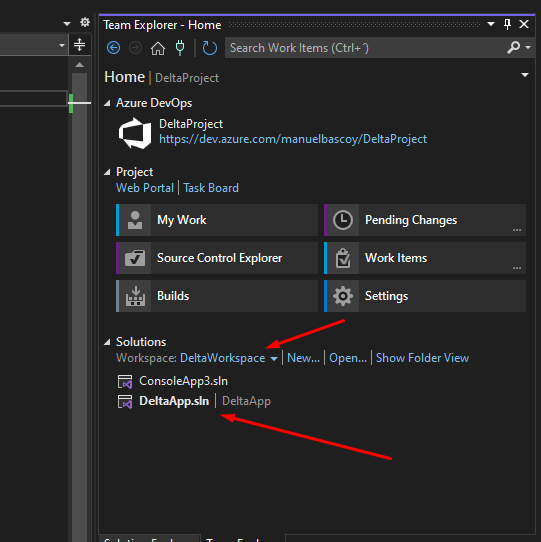 Team Explorer - Home
Search Work Items (Ctrl+´)
Home | DeltaProject
Azure DevOps
DeltaProject
https://dev.azure.com/manuelbascoy/DeltaProject
Project
Web Portal | Task Board
My Work
Pending Changes
...
Source Control Explorer
Work Items
...
Builds
Settings
Solutions
Workspace: DeltaWorkspace | New... | Open... | Show Folder View
ConsoleApp3.sln
DeltaApp.sln | DeltaApp